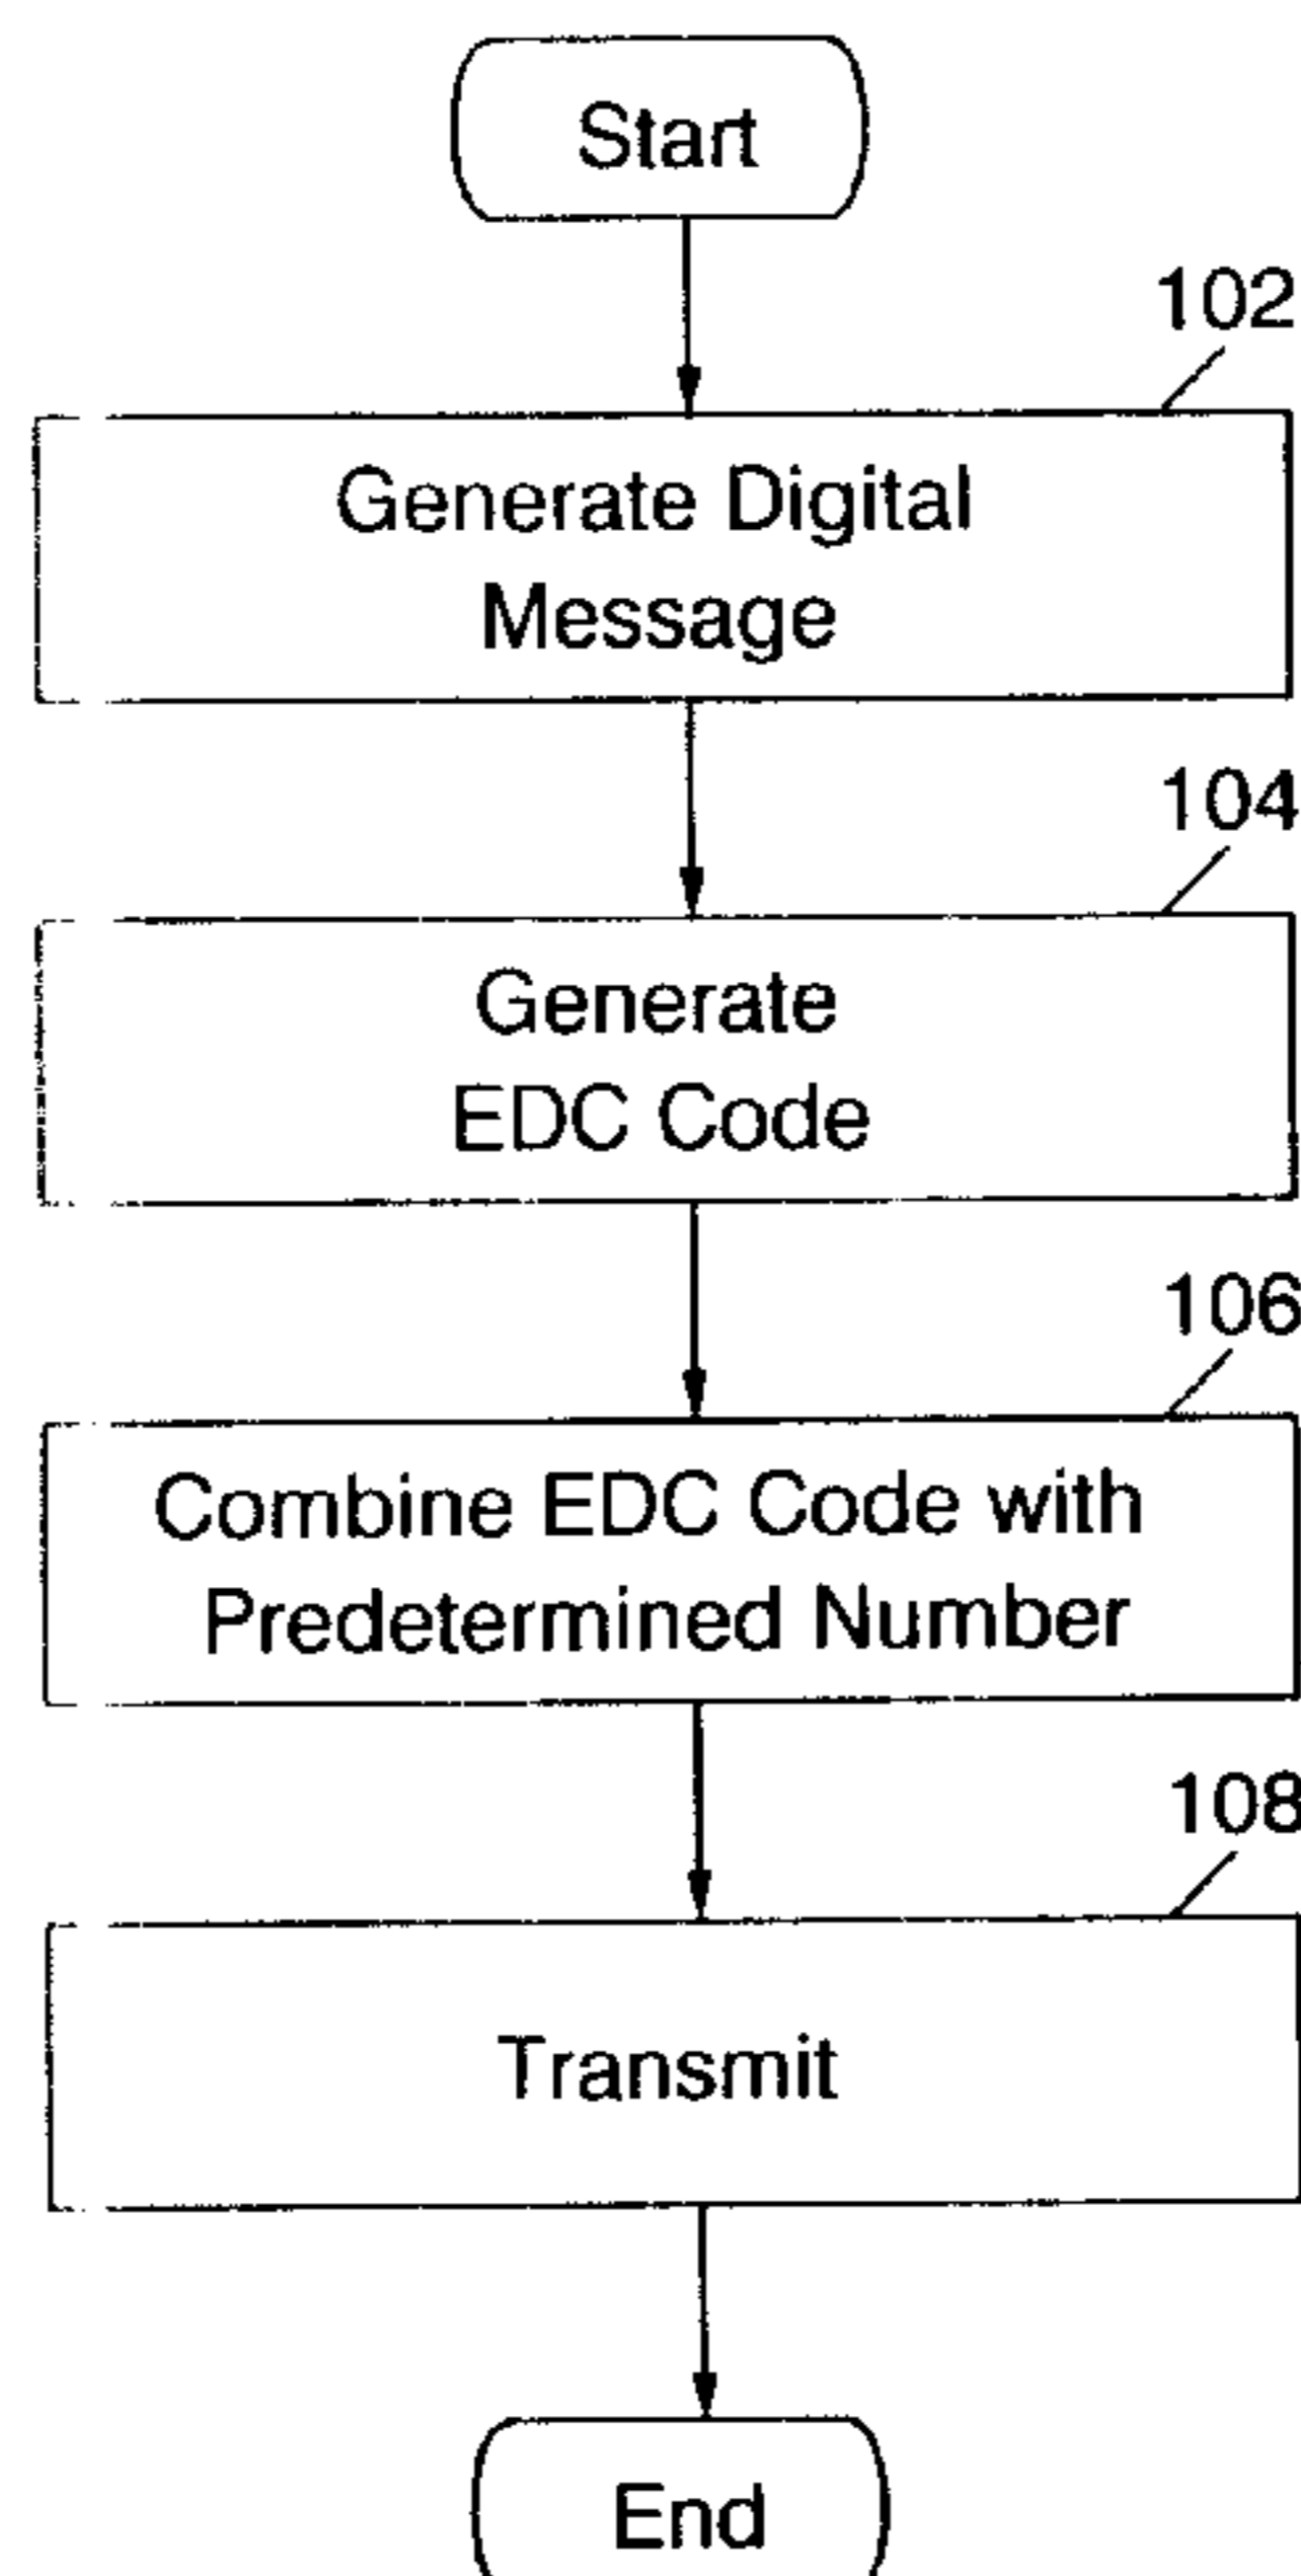 Start
102
Generate Digital
Message
104
Generate
EDC Code
106
Combine EDC Code with
Predetermined Number
108
Transmit
End